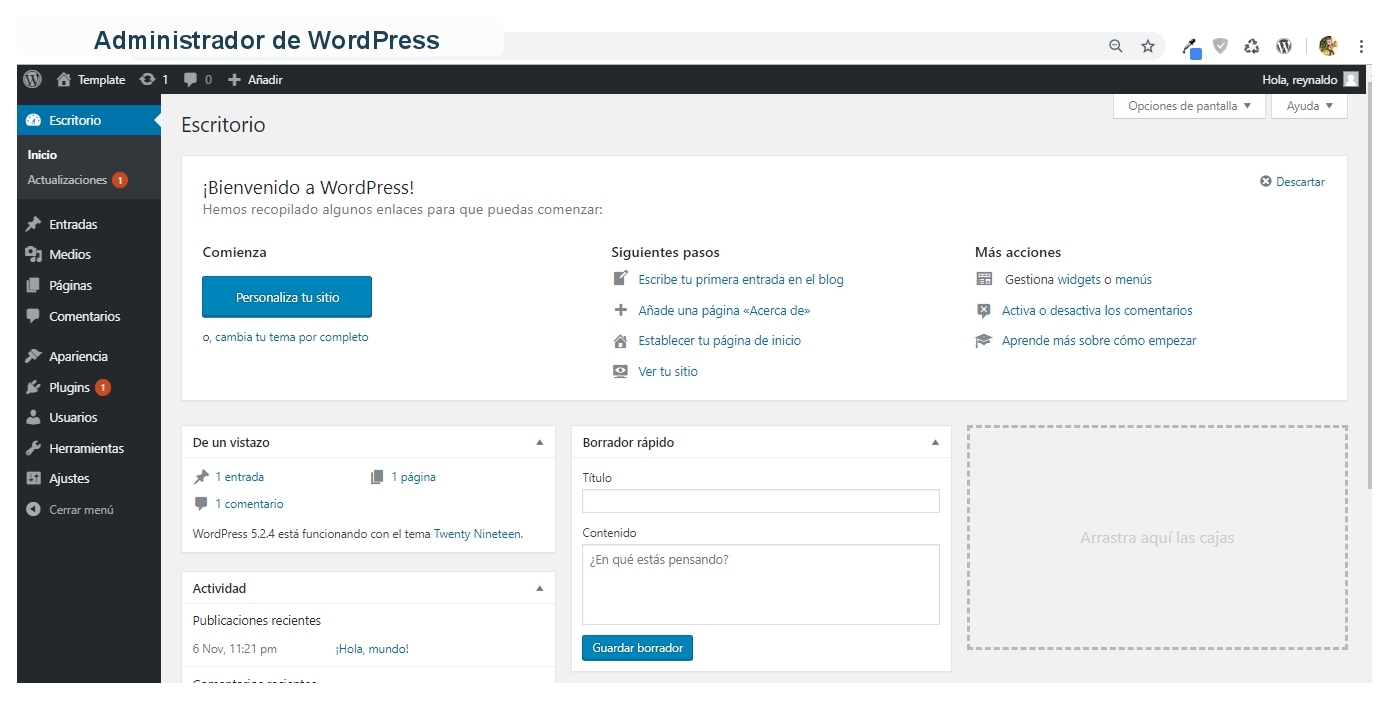 Administrador de WordPress
Template 1 0 Añadir
Hola, reynaldo
Escritorio
Inicio
Actualizaciones 1
Entradas
Medios
Páginas
Comentarios
Apariencia
Plugins 1
Usuarios
Herramientas
Ajustes
Cerrar menú
Opciones de pantalla
Ayuda
Escritorio
¡Bienvenido a WordPress!
Descartar
Hemos recopilado algunos enlaces para que puedas comenzar:
Comienza
Personaliza tu sitio
o, cambia tu tema por completo
Siguientes pasos
Escribe tu primera entrada en el blog
Añade una página «Acerca de»
Establecer tu página de inicio
Ver tu sitio
Más acciones
Gestiona widgets o menús
Activa o desactiva los comentarios
Aprende más sobre cómo empezar
De un vistazo
1 entrada
1 página
1 comentario
WordPress 5.2.4 está funcionando con el tema Twenty Nineteen.
Actividad
Publicaciones recientes
6 Nov, 11:21 pm ¡Hola, mundo!
Comentarios recientes
Borrador rápido
Título
Contenido
¿En qué estás pensando?
Guardar borrador
Arrastra aquí las cajas